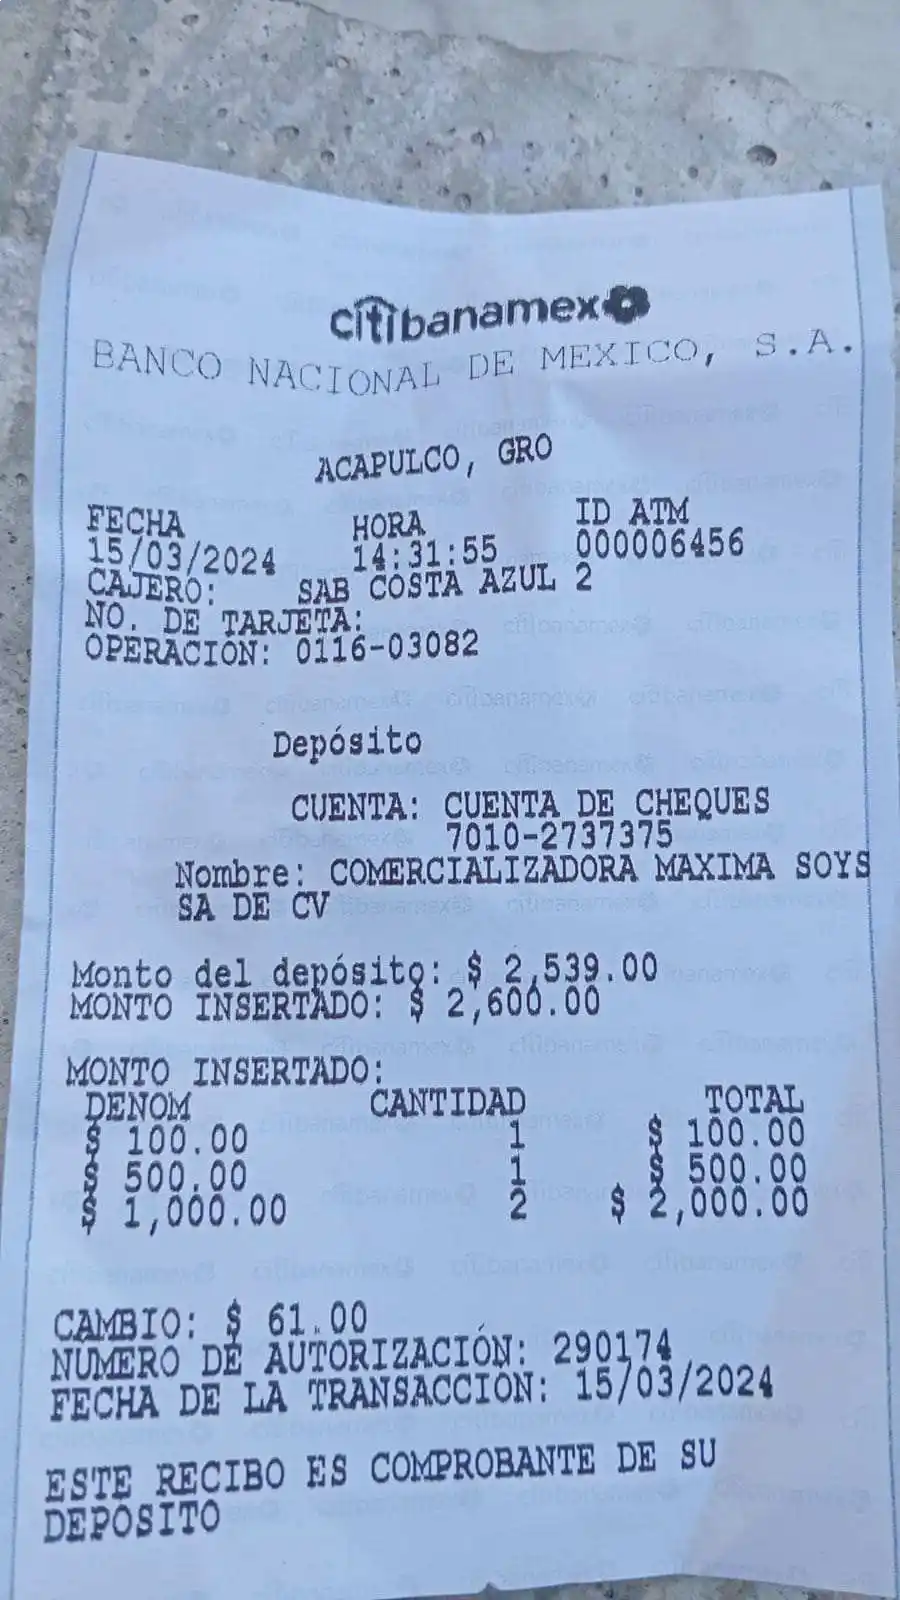 citibanamex
BANCO NACIONAL DE MEXICO, S.A.
ACAPULCO, GRO
FECHA HORA ID ATM
15/03/2024 14:31:55 000006456
CAJERO: SAB COSTA AZUL 2
NO. DE TARJETA:
OPERACION: 0116-03082
Depósito
CUENTA: CUENTA DE CHEQUES
7010-2737375
Nombre: COMERCIALIZADORA MAXIMA SOYS
SA DE CV
Monto del depósito: $ 2,539.00
MONTO INSERTADO: $ 2,600.00
MONTO INSERTADO:
DENOM CANTIDAD TOTAL
$ 100.00 1 $ 100.00
$ 500.00 1 $ 500.00
$ 1,000.00 2 $ 2,000.00
CAMBIO: $ 61.00
NUMERO DE AUTORIZACIÓN: 290174
FECHA DE LA TRANSACCION: 15/03/2024
ESTE RECIBO ES COMPROBANTE DE SU
DEPOSITO